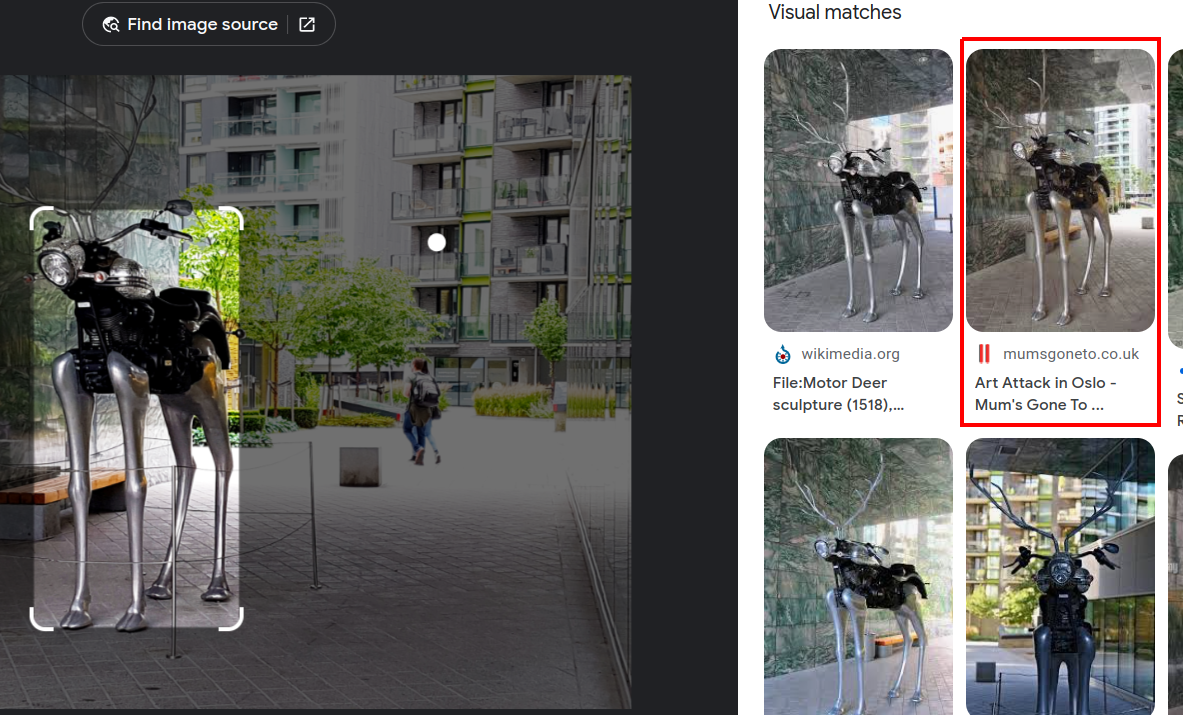 Find image source
Visual matches
wikimedia.org
File:Motor Deer
sculpture (1518),...
mumsgoneto.co.uk
Art Attack in Oslo -
Mum's Gone To ...
S
R